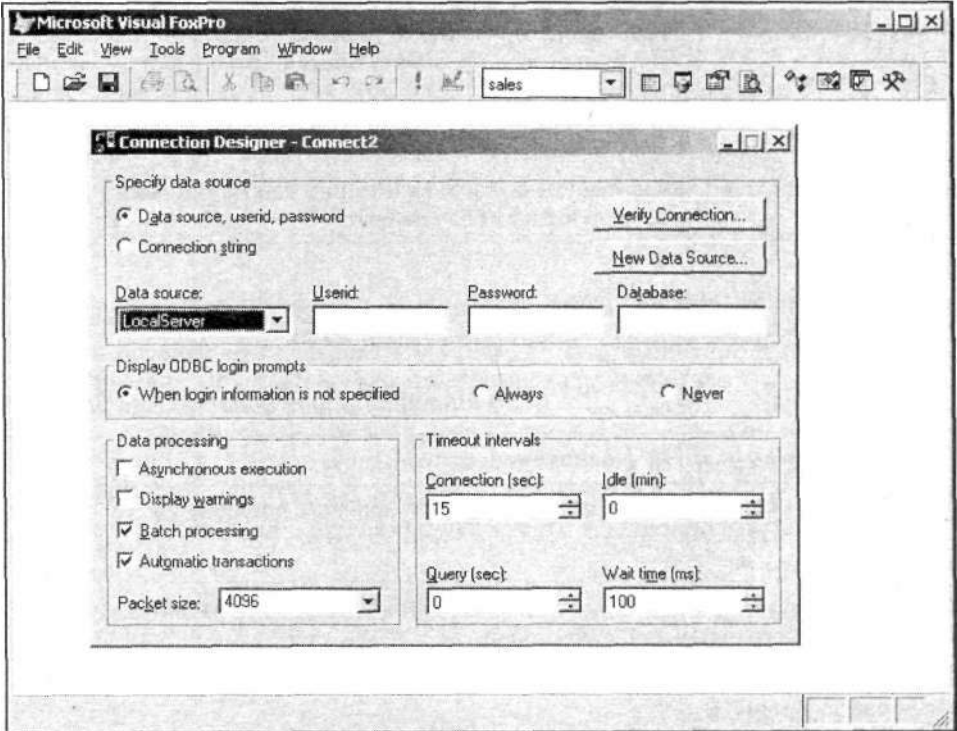 Microsoft Visual FoxPro
File Edit View Tools Program Window Help
sales
Connection Designer - Connect2
Specify data source
Data source, userid, password
Verify Connection...
Connection string
New Data Source...
Data source: Userid: Password: Database:
LocalServer
Display ODBC login prompts
When login information is not specified Always Never
Data processing
Timeout intervals
Asynchronous execution
Connection (sec): Idle (min):
Display warnings
15 0
Batch processing
Automatic transactions
Query (sec): Wait time (ms):
Packet size: 4096
0 100